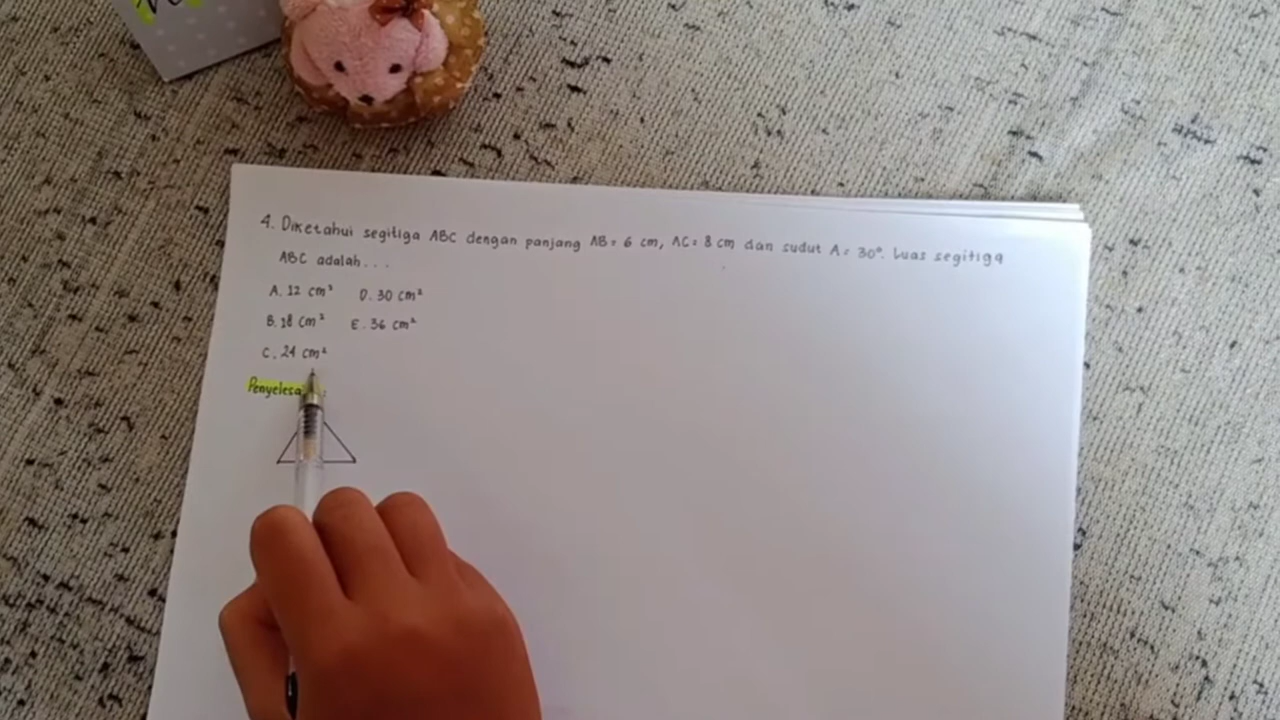 4. Diketahui segitiga ABC dengan panjang AB = 6 cm, AC = 8 cm dan sudut A = 30°. Luas segitiga
ABC adalah...
A. 12 cm² D. 30 cm²
B. 18 cm² E. 36 cm²
C. 24 cm²